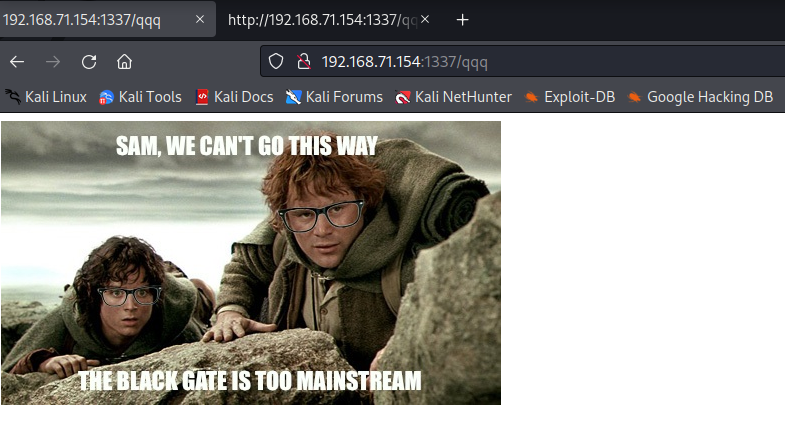 192.168.71.154:1337/qqq
http://192.168.71.154:1337/qq
192.168.71.154:1337/qqq
Kali Linux Kali Tools Kali Docs Kali Forums Kali NetHunter Exploit-DB Google Hacking DB
SAM, WE CAN'T GO THIS WAY
THE BLACK GATE IS TOO MAINSTREAM